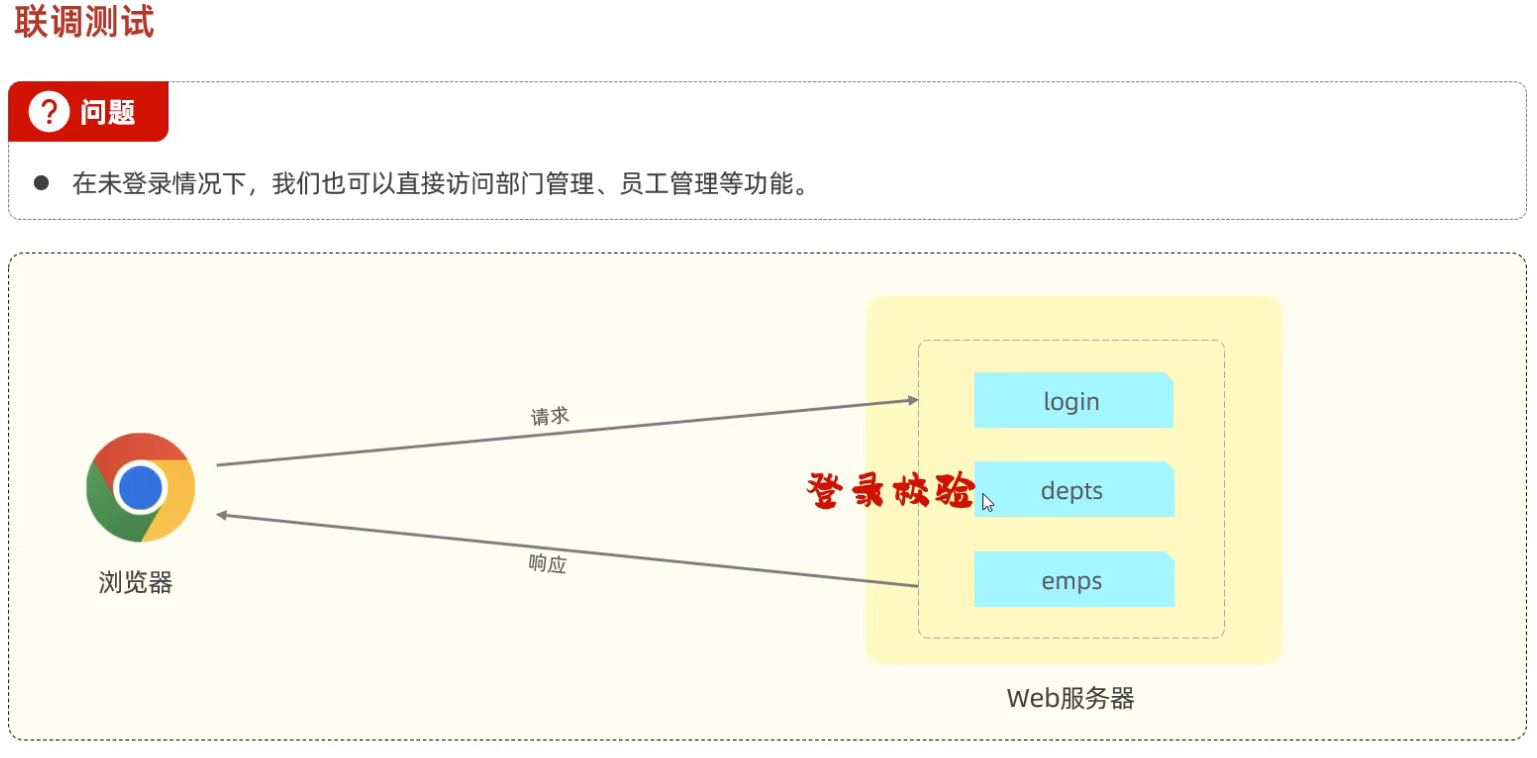 联调测试
? 问题
● 在未登录情况下，我们也可以直接访问部门管理、员工管理等功能。
请求
login
登录校验
depts
响应
emps
浏览器
Web服务器